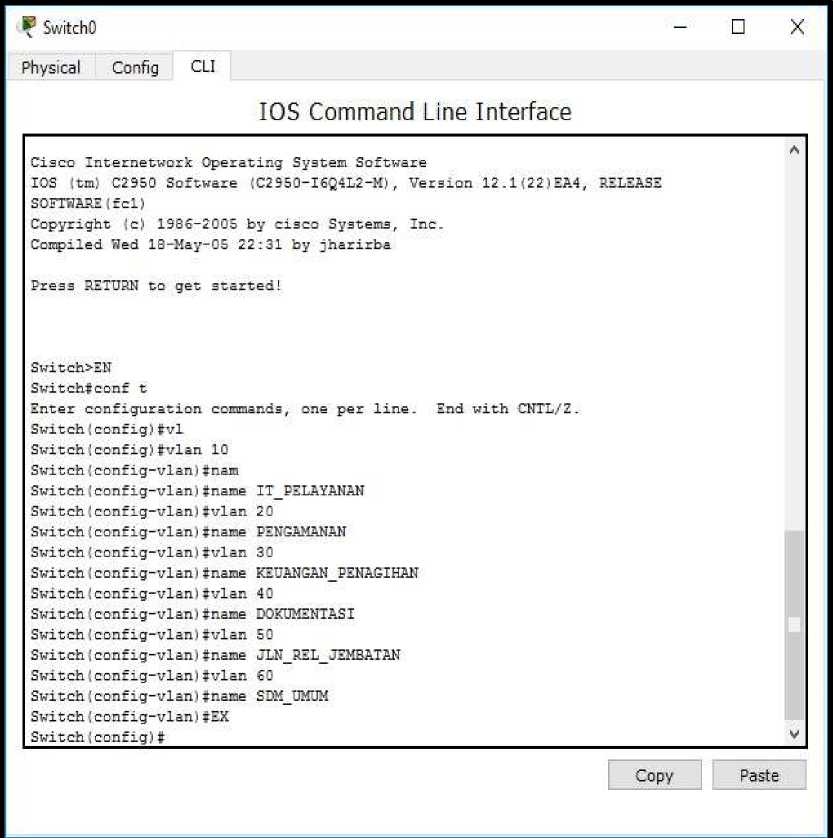 Switch0
Physical Config CLI
IOS Command Line Interface
Cisco Internetwork Operating System Software
IOS (tm) C2950 Software (C2950-I6Q4L2-M), Version 12.1(22)EA4, RELEASE
SOFTWARE(fc1)
Copyright (c) 1986-2005 by cisco Systems, Inc.
Compiled Wed 18-May-05 22:31 by jharirba
Press RETURN to get started!
Switch>EN
Switch#conf t
Enter configuration commands, one per line.  End with CNTL/Z.
Switch(config)#vl
Switch(config)#vlan 10
Switch(config-vlan)#nam
Switch(config-vlan)#name IT_PELAYANAN
Switch(config-vlan)#vlan 20
Switch(config-vlan)#name PENGAMANAN
Switch(config-vlan)#vlan 30
Switch(config-vlan)#name KEUANGAN_PENAGIHAN
Switch(config-vlan)#vlan 40
Switch(config-vlan)#name DOKUMENTASI
Switch(config-vlan)#vlan 50
Switch(config-vlan)#name JLN_REL_JEMBATAN
Switch(config-vlan)#vlan 60
Switch(config-vlan)#name SDM_UMUM
Switch(config-vlan)#EX
Switch(config)#
Copy Paste